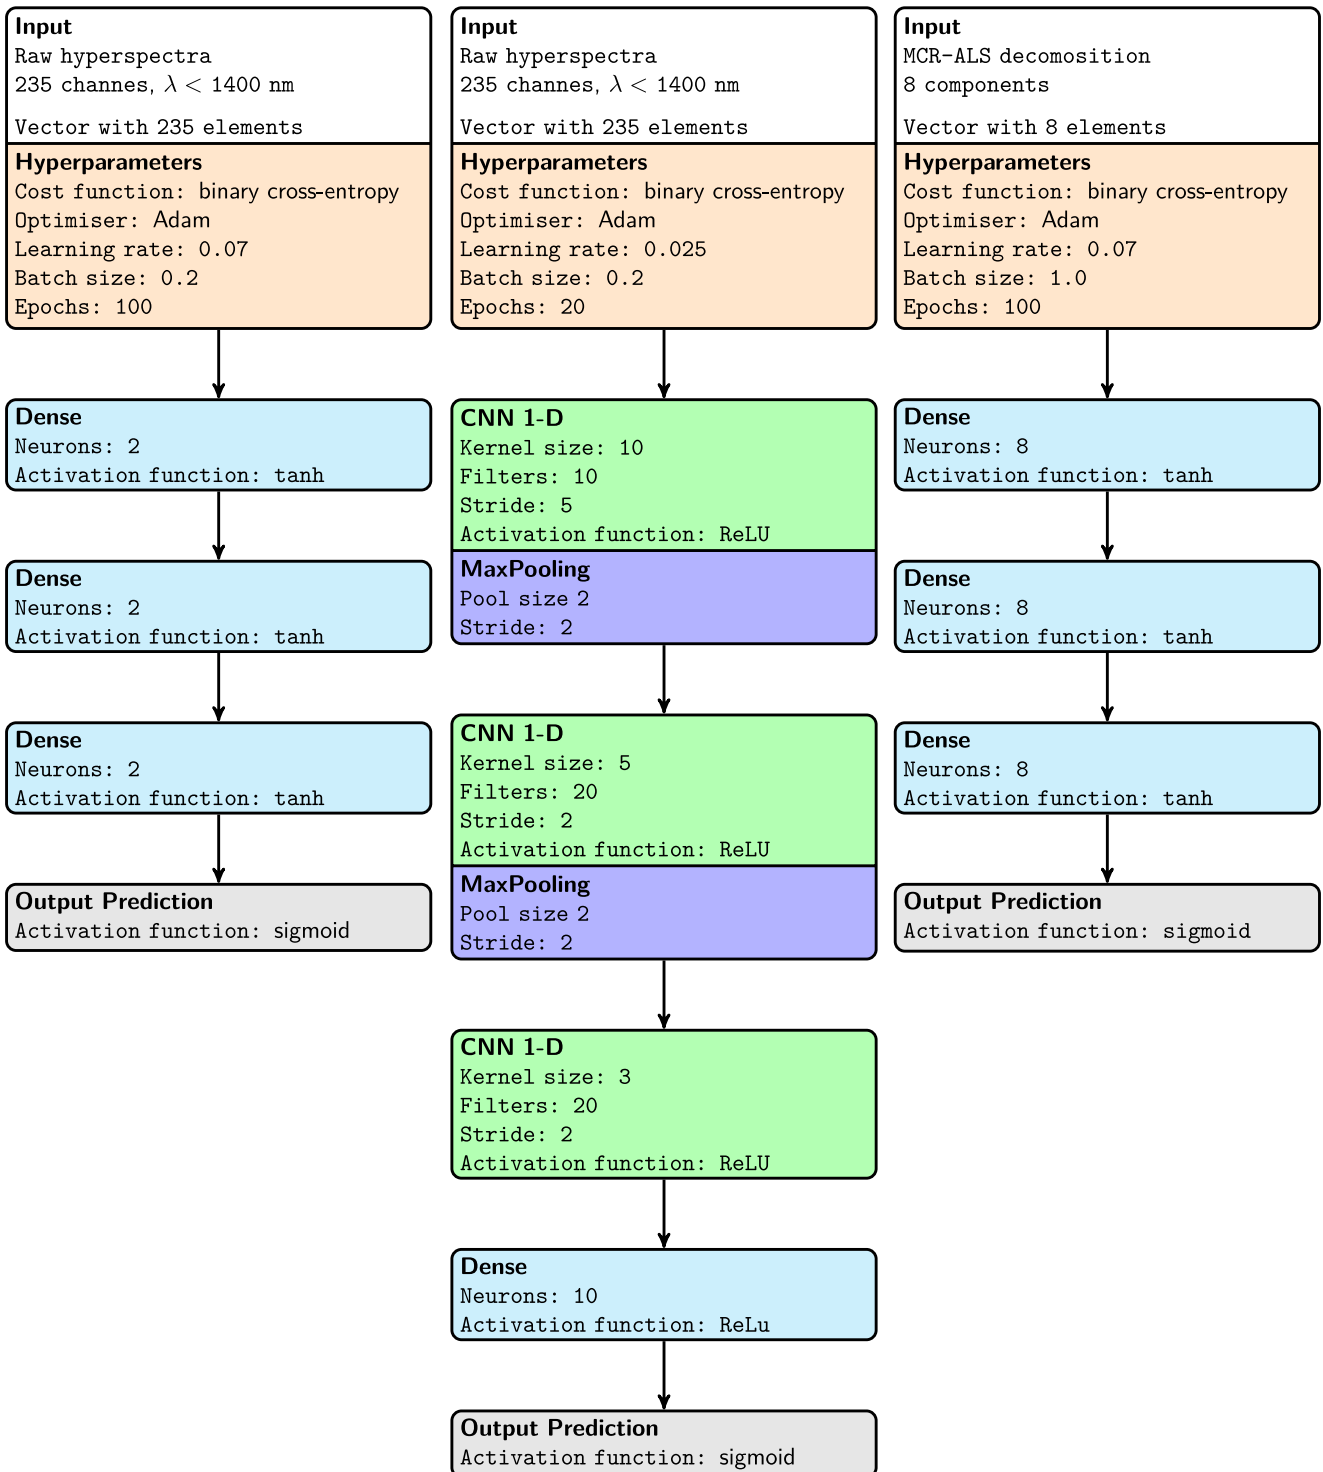 Input
Raw hyperspectra
235 channes, λ < 1400 nm
Vector with 235 elements
Hyperparameters
Cost function: binary cross-entropy
Optimiser: Adam
Learning rate: 0.07
Batch size: 0.2
Epochs: 100
Dense
Neurons: 2
Activation function: tanh
Dense
Neurons: 2
Activation function: tanh
Dense
Neurons: 2
Activation function: tanh
Output Prediction
Activation function: sigmoid
Input
Raw hyperspectra
235 channes, λ < 1400 nm
Vector with 235 elements
Hyperparameters
Cost function: binary cross-entropy
Optimiser: Adam
Learning rate: 0.025
Batch size: 0.2
Epochs: 20
CNN 1-D
Kernel size: 10
Filters: 10
Stride: 5
Activation function: ReLU
MaxPooling
Pool size 2
Stride: 2
CNN 1-D
Kernel size: 5
Filters: 20
Stride: 2
Activation function: ReLU
MaxPooling
Pool size 2
Stride: 2
CNN 1-D
Kernel size: 3
Filters: 20
Stride: 2
Activation function: ReLU
Dense
Neurons: 10
Activation function: ReLu
Output Prediction
Activation function: sigmoid
Input
MCR-ALS decomosition
8 components
Vector with 8 elements
Hyperparameters
Cost function: binary cross-entropy
Optimiser: Adam
Learning rate: 0.07
Batch size: 1.0
Epochs: 100
Dense
Neurons: 8
Activation function: tanh
Dense
Neurons: 8
Activation function: tanh
Dense
Neurons: 8
Activation function: tanh
Output Prediction
Activation function: sigmoid